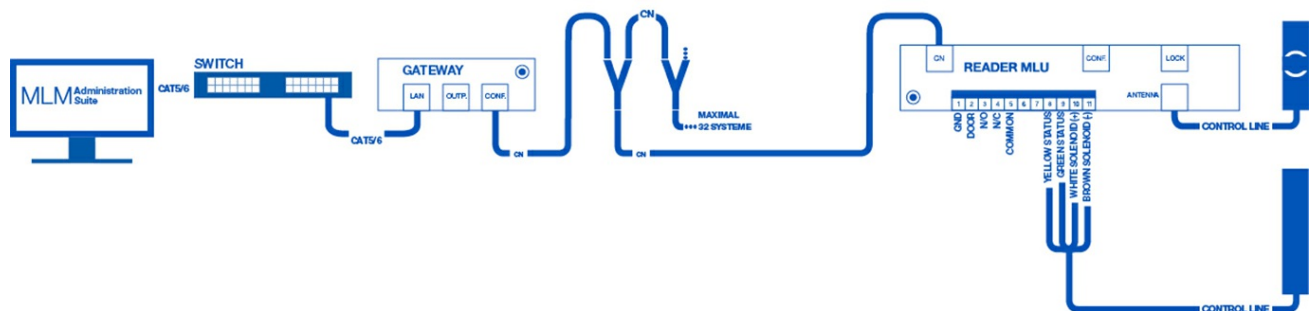 MLM Administration
Suite
CAT5/6
SWITCH
CAT5/6
GATEWAY
LAN
OUTP.
CONF.
CN
CN
CN
MAXIMAL
32 SYSTEME
CN
READER MLU
CONF.
LOCK
ANTENNA
1 2 3 4 5 6 7 8 9 10 11
GND
DOOR
N/O
N/C
COMMON
YELLOW STATUS
GREEN STATUS
WHITE SOLENOID (+)
BROWN SOLENOID (-)
CONTROL LINE
CONTROL LINE